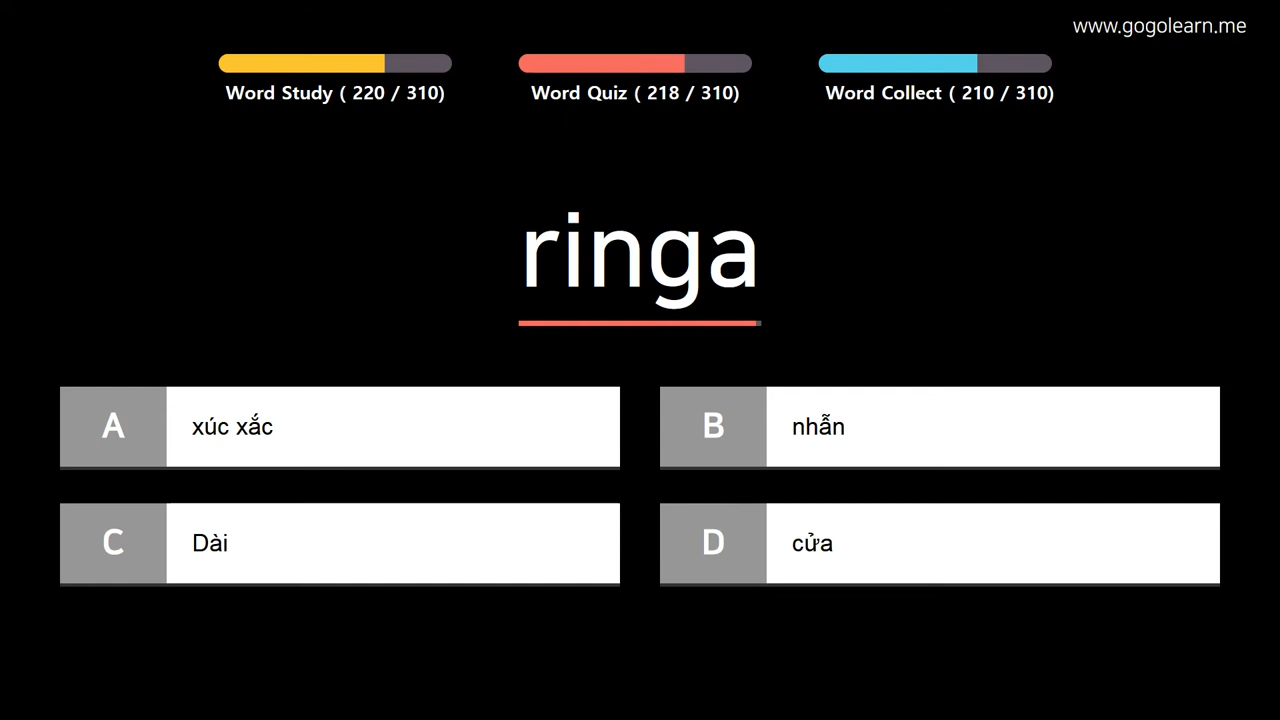 www.gogolearn.me
Word Study ( 220 / 310)
Word Quiz ( 218 / 310)
Word Collect ( 210 / 310)
ringa
A xúc xắc
B nhẫn
C Dài
D cửa